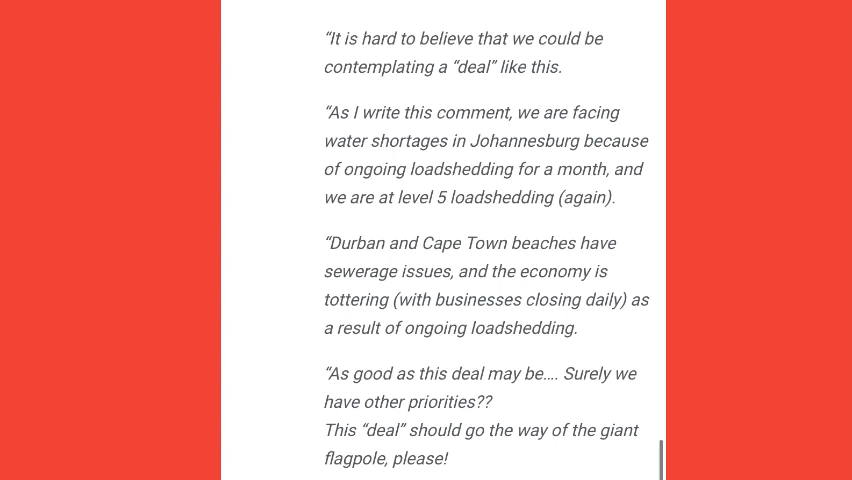 “It is hard to believe that we could be
contemplating a “deal” like this.
“As I write this comment, we are facing
water shortages in Johannesburg because
of ongoing loadshedding for a month, and
we are at level 5 loadshedding (again).
“Durban and Cape Town beaches have
sewerage issues, and the economy is
tottering (with businesses closing daily) as
a result of ongoing loadshedding.
“As good as this deal may be…. Surely we
have other priorities??
This “deal” should go the way of the giant
flagpole, please!